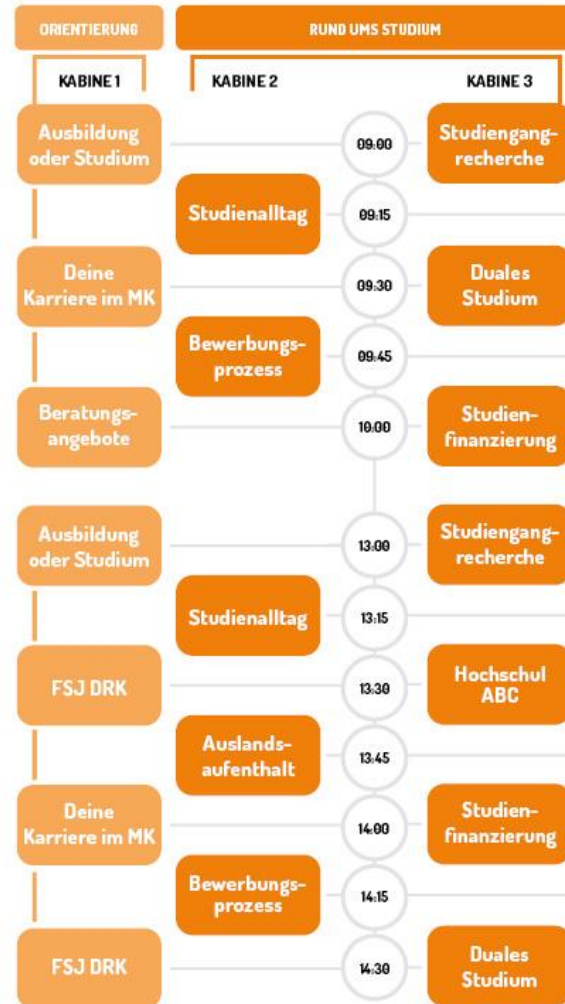 ORIENTIERUNG
RUND UMS STUDIUM
KABINE 1
KABINE 2
KABINE 3
Ausbildung
oder Studium
09:00
Studiengang-
recherche
Studienalltag
09:15
Deine
Karriere im MK
09:30
Duales
Studium
Bewerbungs-
prozess
09:45
Beratungs-
angebote
10:00
Studien-
finanzierung
Ausbildung
oder Studium
13:00
Studiengang-
recherche
Studienalltag
13:15
FSJ DRK
13:30
Hochschul
ABC
Auslands-
aufenthalt
13:45
Deine
Karriere im MK
14:00
Studien-
finanzierung
Bewerbungs-
prozess
14:15
FSJ DRK
14:30
Duales
Studium